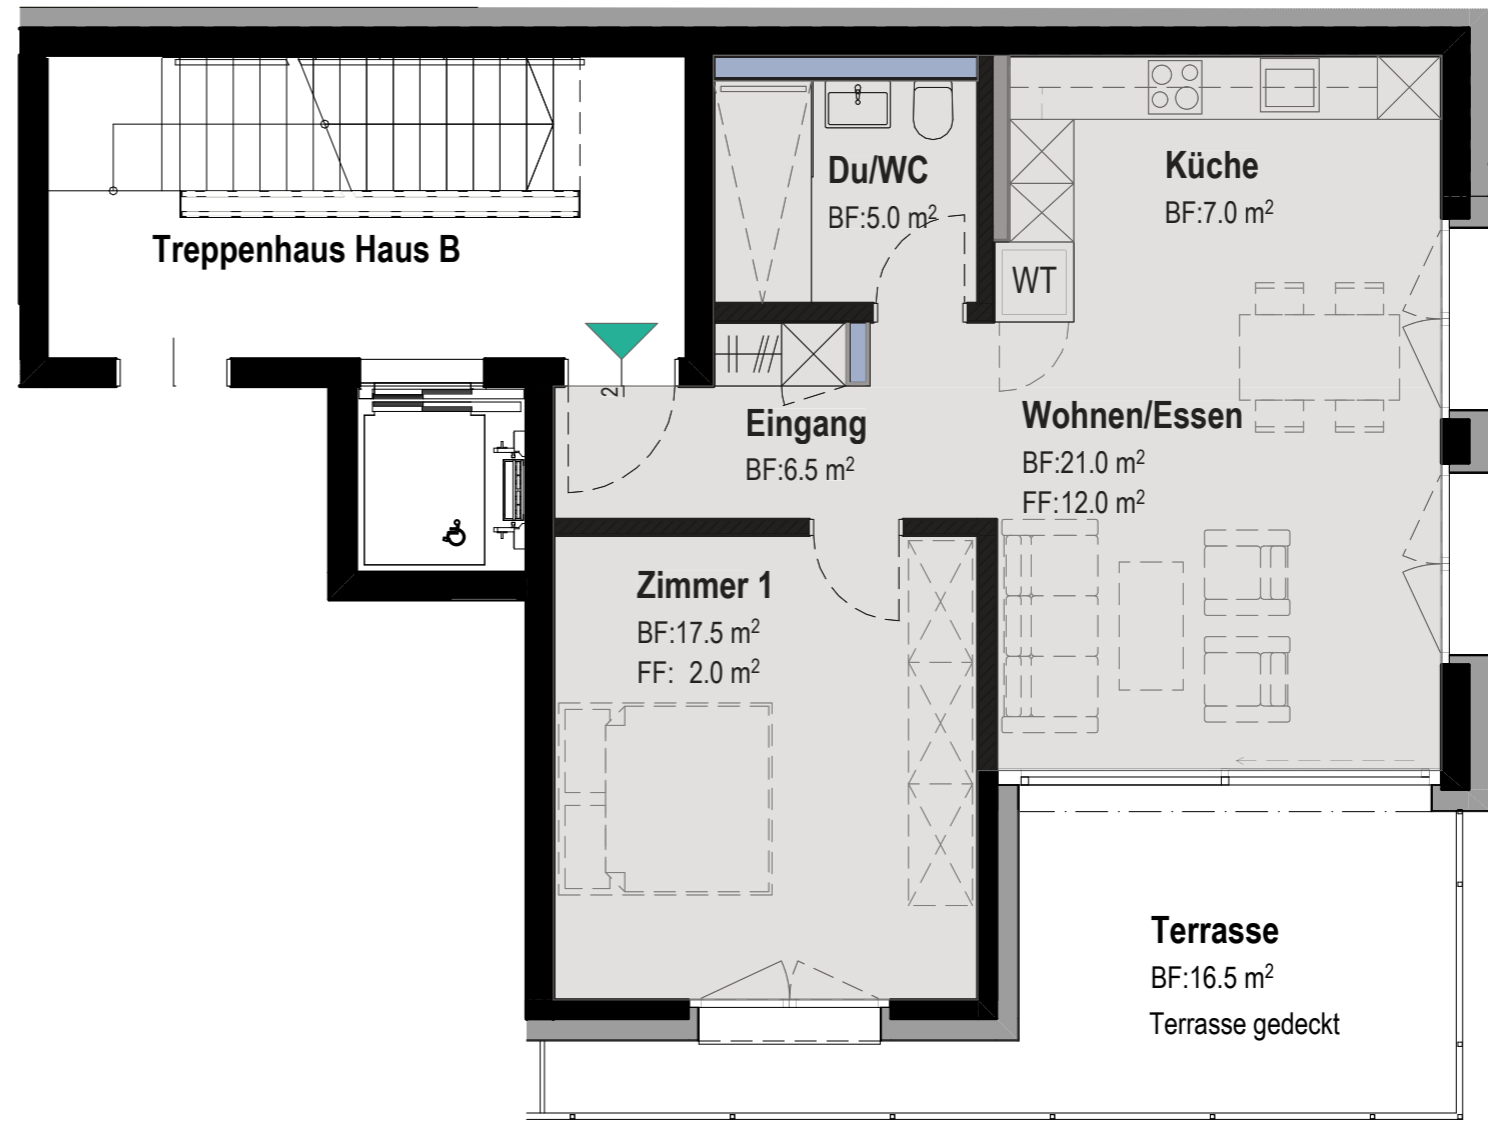 Du/WC
BF:5.0 m²
Küche
BF:7.0 m²
Treppenhaus Haus B
WT
2
Eingang
BF:6.5 m²
Wohnen/Essen
BF:21.0 m²
FF:12.0 m²
Zimmer 1
BF:17.5 m²
FF: 2.0 m²
Terrasse
BF:16.5 m²
Terrasse gedeckt